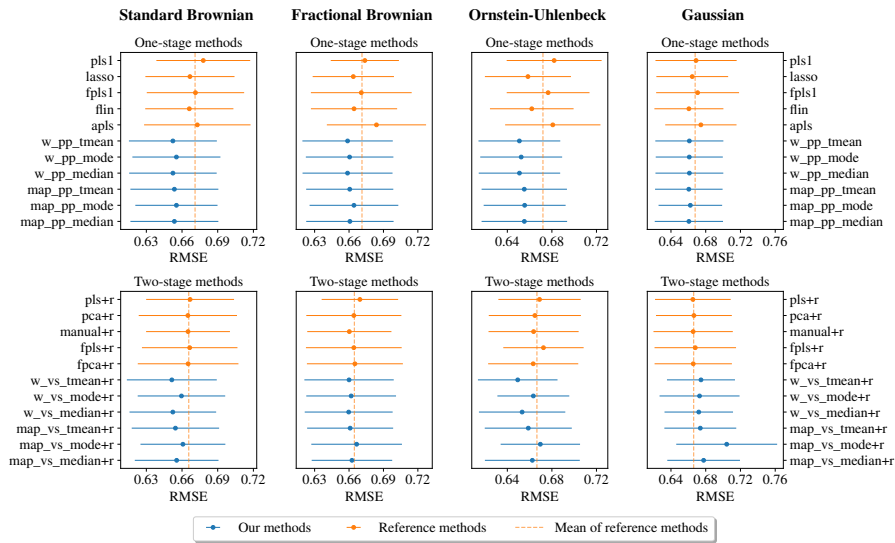 Standard Brownian Fractional Brownian Ornstein-Uhlenbeck Gaussian
One-stage methods One-stage methods One-stage methods One-stage methods
pls1 pls1
lasso lasso
fpls1 fpls1
flin flin
apls apls
w_pp_tmean w_pp_tmean
w_pp_mode w_pp_mode
w_pp_median w_pp_median
map_pp_tmean map_pp_tmean
map_pp_mode map_pp_mode
map_pp_median map_pp_median
0.63 0.66 0.69 0.72 0.63 0.66 0.69 0.72 0.64 0.68 0.72 0.64 0.68 0.72 0.76
RMSE RMSE RMSE RMSE
Two-stage methods Two-stage methods Two-stage methods Two-stage methods
pls+r pls+r
pca+r pca+r
manual+r manual+r
fpls+r fpls+r
fpca+r fpca+r
w_vs_tmean+r w_vs_tmean+r
w_vs_mode+r w_vs_mode+r
w_vs_median+r w_vs_median+r
map_vs_tmean+r map_vs_tmean+r
map_vs_mode+r map_vs_mode+r
map_vs_median+r map_vs_median+r
0.63 0.66 0.69 0.72 0.63 0.66 0.69 0.72 0.64 0.68 0.72 0.64 0.68 0.72 0.76
RMSE RMSE RMSE RMSE
Our methods Reference methods Mean of reference methods